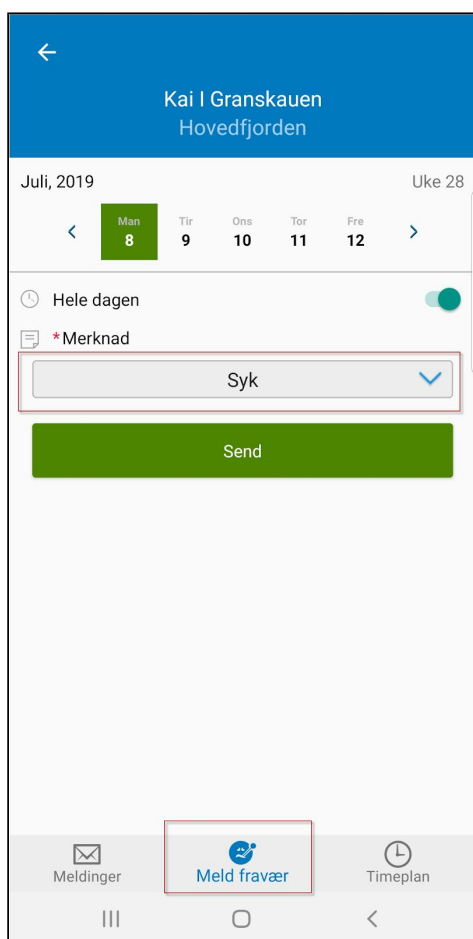 Kai I Granskauen
Hovedfjorden
Juli, 2019 Uke 28
Man Tir Ons Tor Fre
8 9 10 11 12
Hele dagen
*Merknad
Syk
Send
Meldinger Meld fravær Timeplan